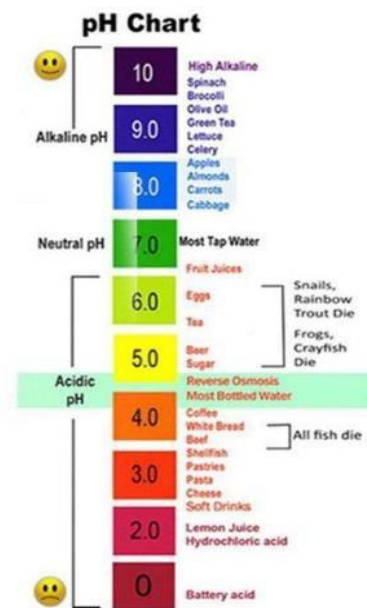 pH Chart
10
High Alkaline
Spinach
Brocolli
Alkaline pH
9.0
Olive Oil
Green Tea
Lettuce
Celery
8.0
Apples
Almonds
Carrots
Cabbage
Neutral pH
7.0
Most Tap Water
Fruit Juices
6.0
Eggs
Tea
Snails,
Rainbow
Trout Die
Frogs,
Crayfish
Die
5.0
Beer
Sugar
Acidic
pH
Reverse Osmosis
Most Bottled Water
4.0
Coffee
White Bread
Beef
All fish die
Shellfish
3.0
Pastries
Pasta
Cheese
Soft Drinks
2.0
Lemon Juice
Hydrochloric acid
0
Battery acid